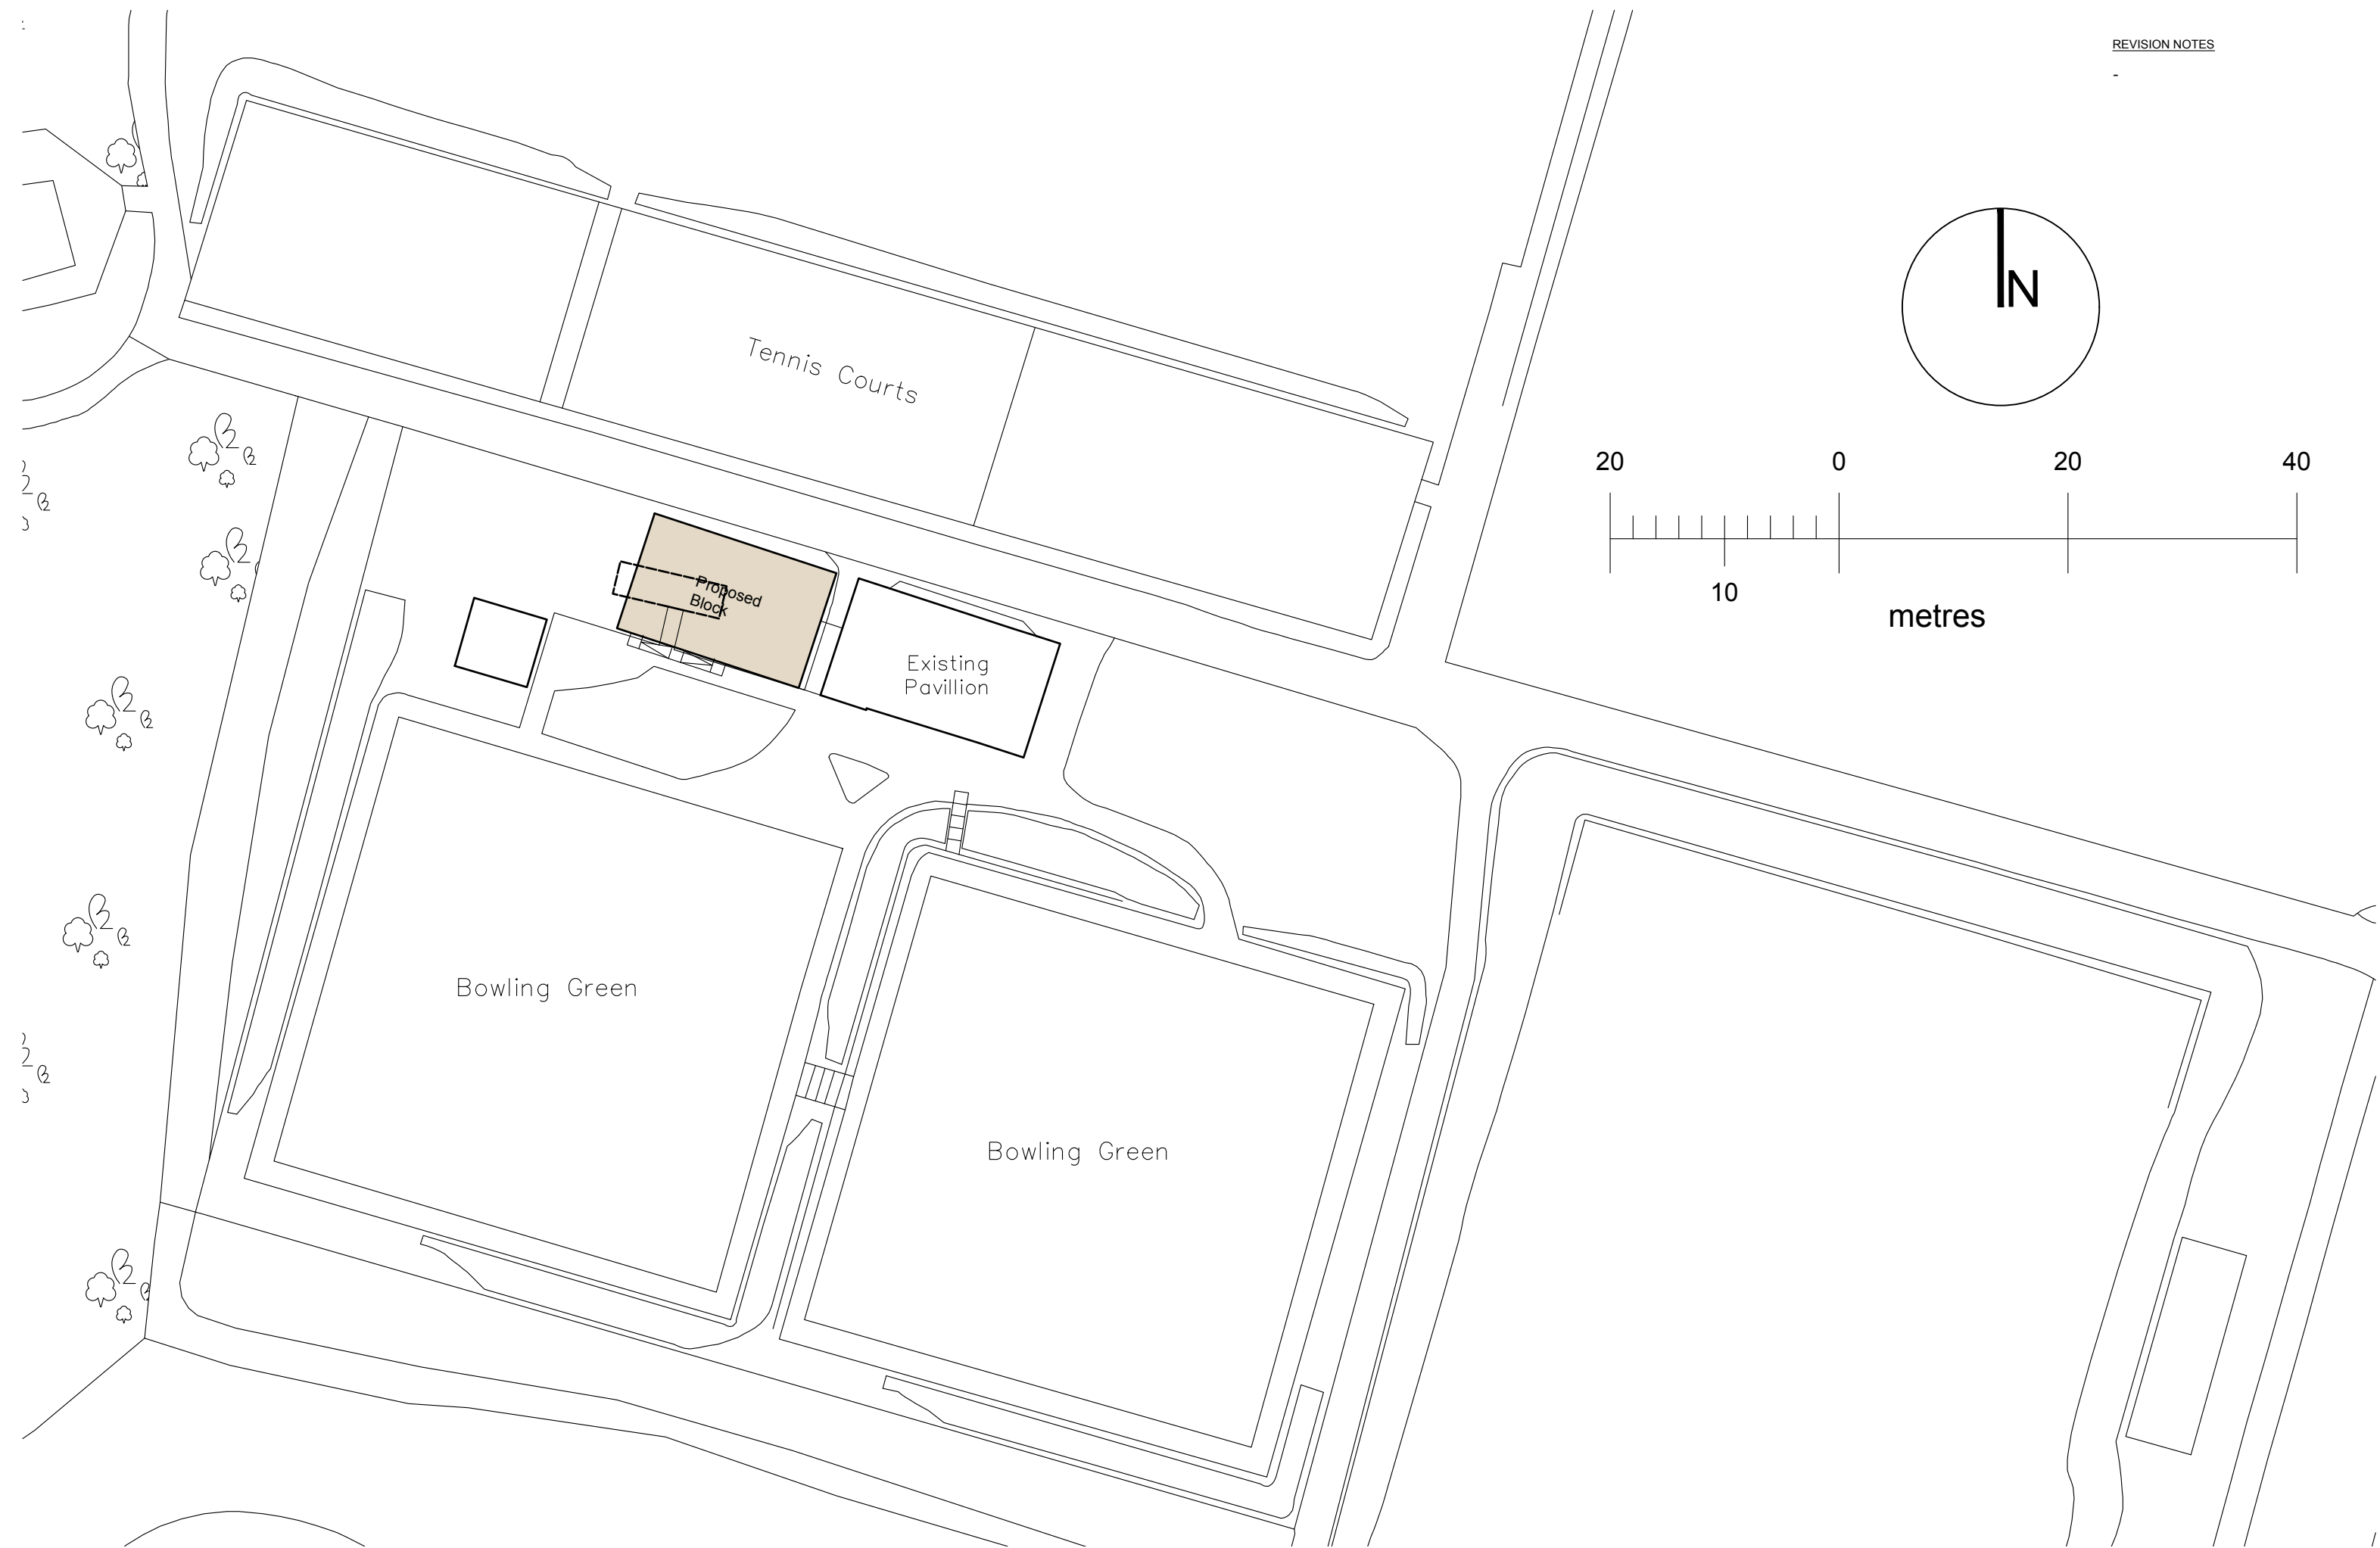 REVISION NOTES
-
N
Tennis Courts
20 0 20 40
10
metres
Proposed
Block
Existing
Pavillion
Bowling Green
Bowling Green